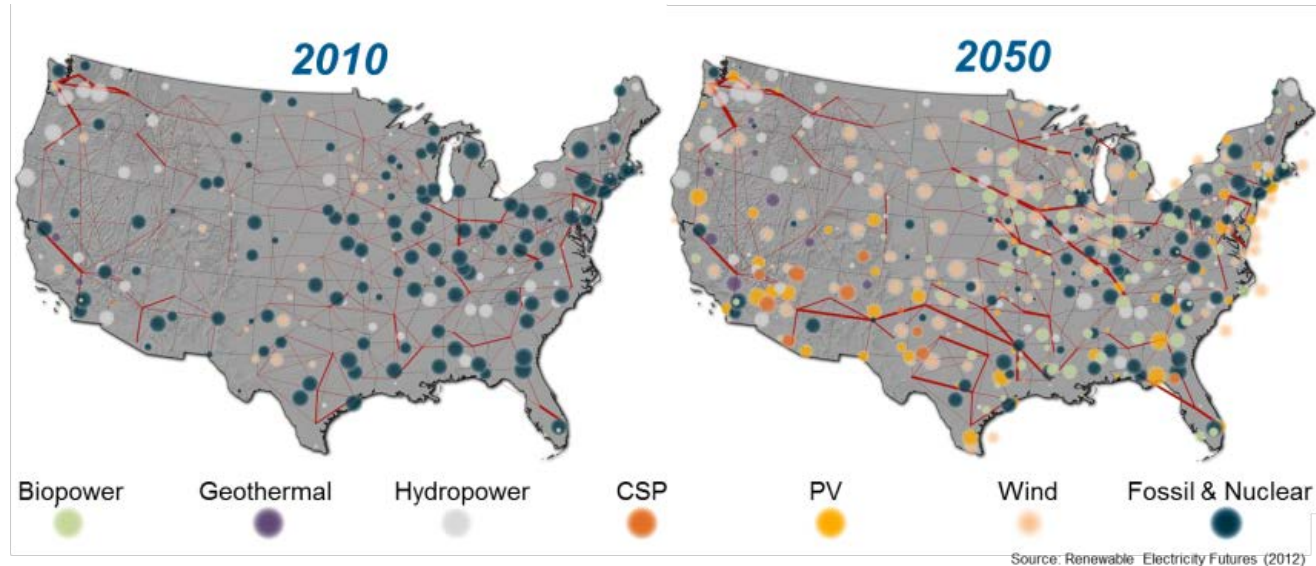 2010
2050
Biopower
Geothermal
Hydropower
CSP
PV
Wind
Fossil & Nuclear
Source: Renewable Electricity Futures (2012)